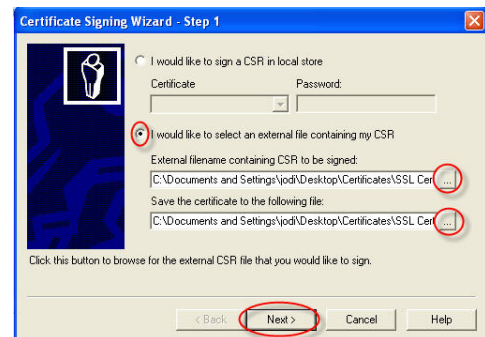 Certificate Signing Wizard - Step 1
I would like to sign a CSR in local store
Certificate Password:
I would like to select an external file containing my CSR
External filename containing CSR to be signed:
C:\Documents and Settings\jodi\Desktop\Certificates\SSL Cer ...
Save the certificate to the following file:
C:\Documents and Settings\jodi\Desktop\Certificates\SSL Cert ...
Click this button to browse for the external CSR file that you would like to sign.
< Back Next > Cancel Help